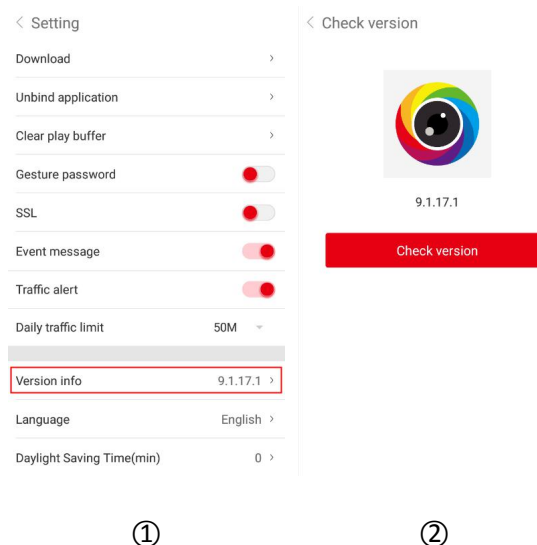 < Setting
Download >
Unbind application >
Clear play buffer >
Gesture password
SSL
Event message
Traffic alert
Daily traffic limit 50M
Version info 9.1.17.1 >
Language English >
Daylight Saving Time(min) 0 >
①
< Check version
9.1.17.1
Check version
②